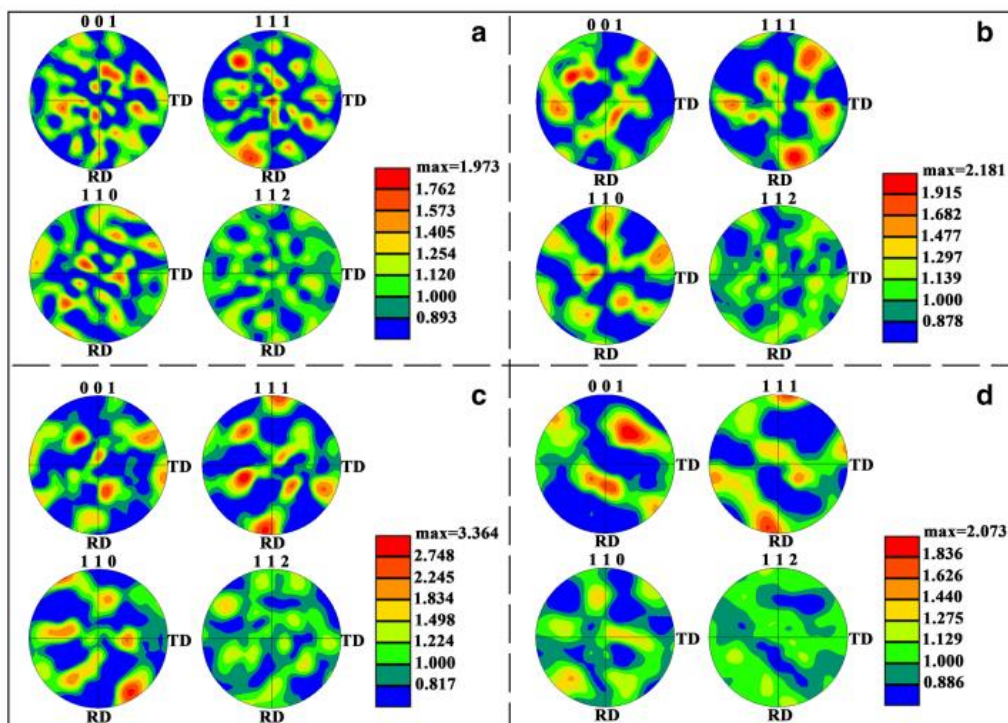 a
0 0 1
1 1 1
TD
TD
RD
RD
1 1 0
1 1 2
TD
TD
RD
RD
max=1.973
1.762
1.573
1.405
1.254
1.120
1.000
0.893
b
0 0 1
1 1 1
TD
TD
RD
RD
1 1 0
1 1 2
TD
TD
RD
RD
max=2.181
1.915
1.682
1.477
1.297
1.139
1.000
0.878
c
0 0 1
1 1 1
TD
TD
RD
RD
1 1 0
1 1 2
TD
TD
RD
RD
max=3.364
2.748
2.245
1.834
1.498
1.224
1.000
0.817
d
0 0 1
1 1 1
TD
TD
RD
RD
1 1 0
1 1 2
TD
TD
RD
RD
max=2.073
1.836
1.626
1.440
1.275
1.129
1.000
0.886